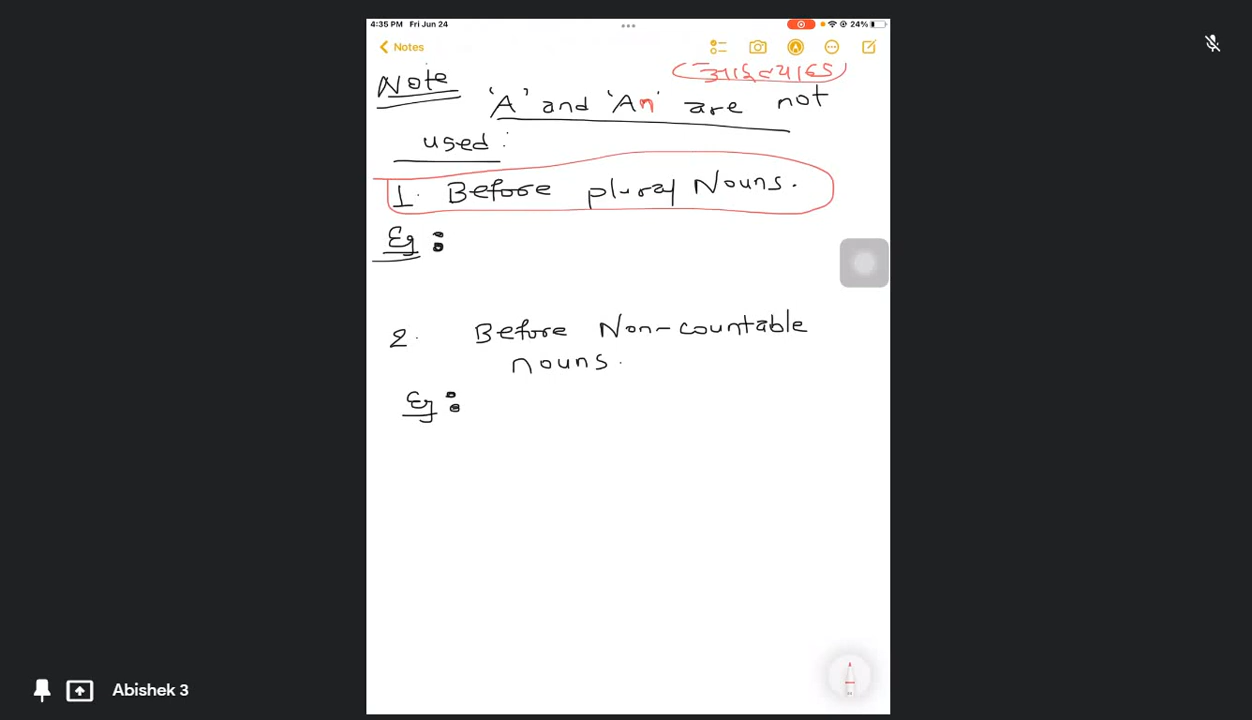 4:35 PM Fri Jun 24
24%
Notes
Note
'A' and 'An' are not
used:
1. Before plural Nouns.
Eg:
2. Before Non-countable
nouns.
Eg:
Abishek 3